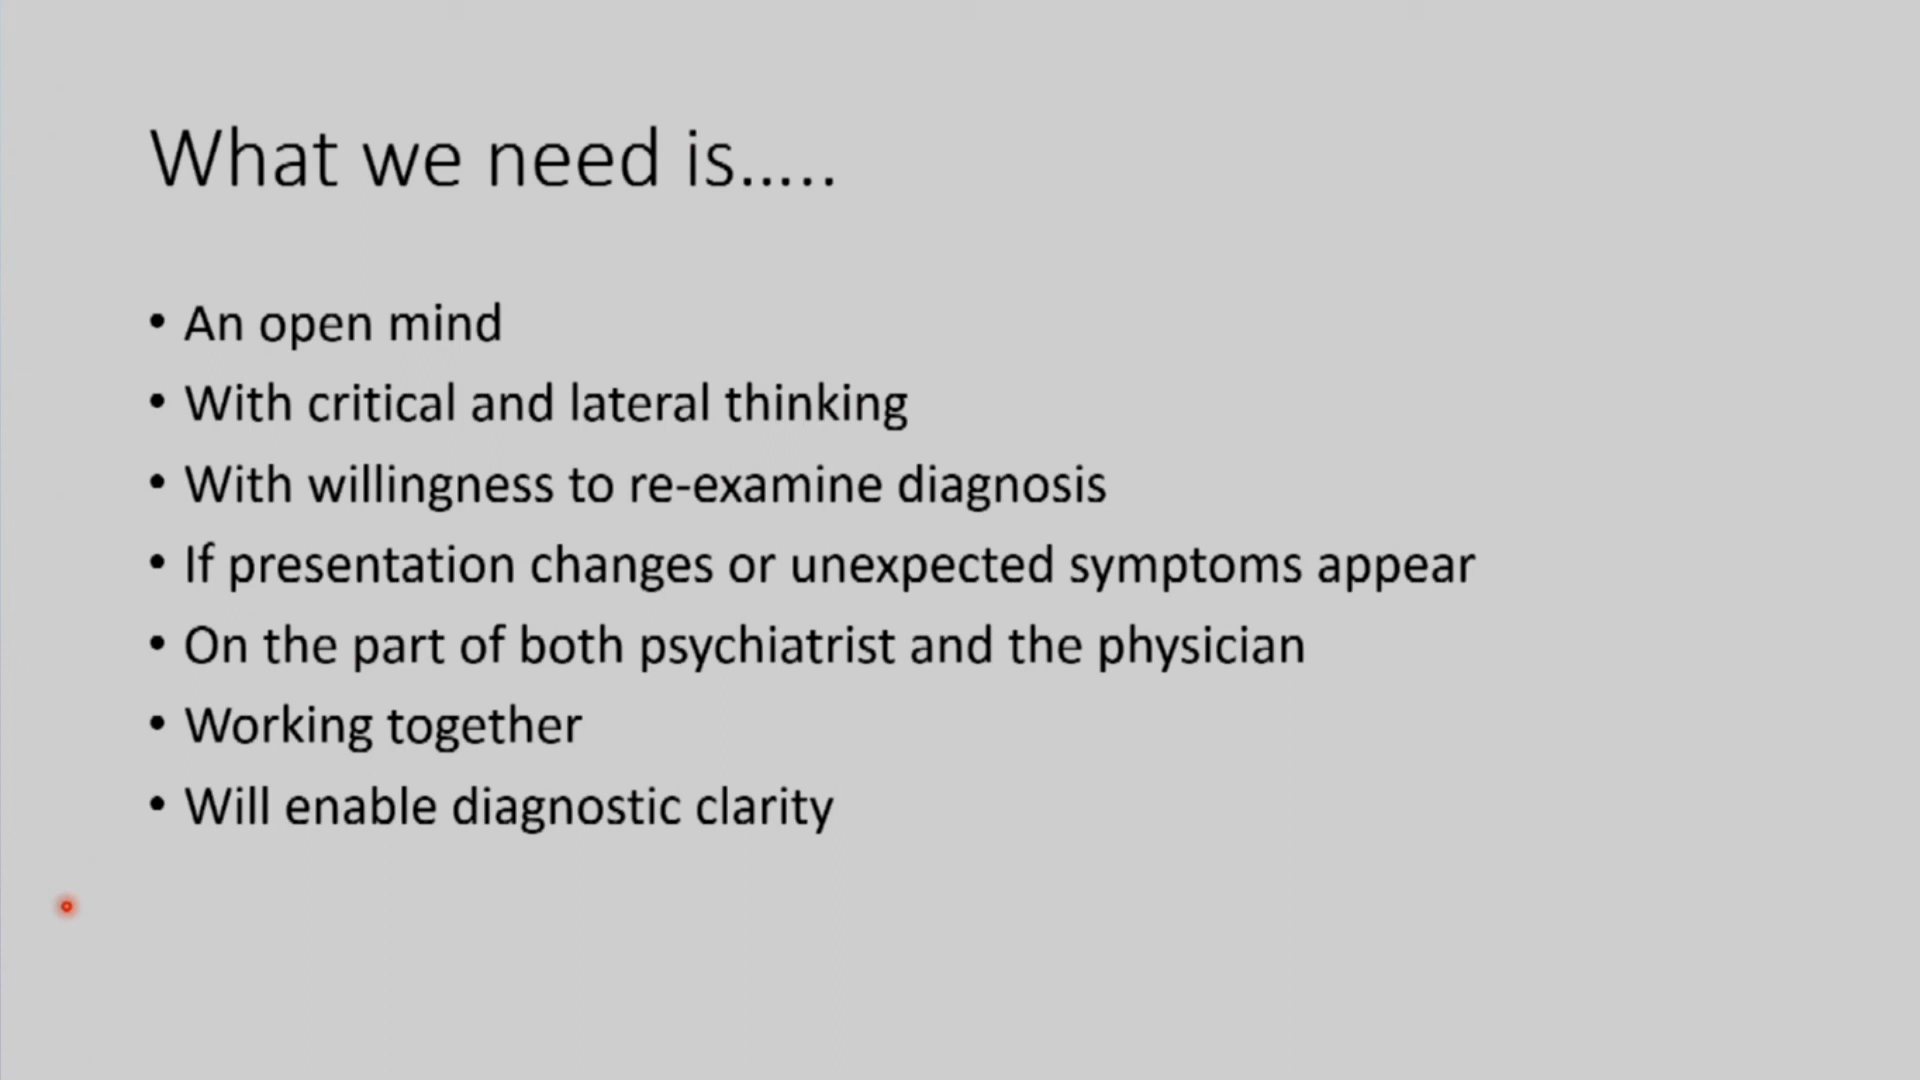 What we need is.....
• An open mind
• With critical and lateral thinking
• With willingness to re-examine diagnosis
• If presentation changes or unexpected symptoms appear
• On the part of both psychiatrist and the physician
• Working together
• Will enable diagnostic clarity